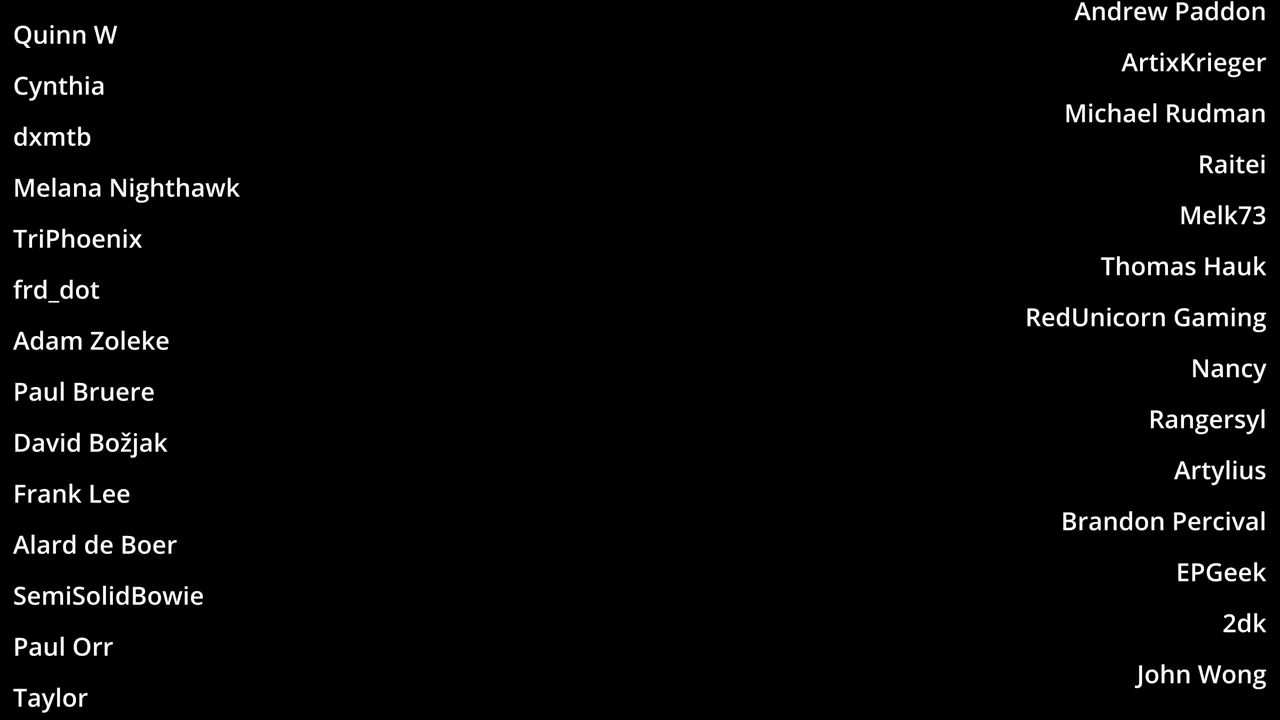 Quinn W
Cynthia
dxmtb
Melana Nighthawk
TriPhoenix
frd_dot
Adam Zoleke
Paul Bruere
David Božjak
Frank Lee
Alard de Boer
SemiSolidBowie
Paul Orr
Taylor
Andrew Paddon
ArtixKrieger
Michael Rudman
Raitei
Melk73
Thomas Hauk
RedUnicorn Gaming
Nancy
Rangersyl
Artylius
Brandon Percival
EPGeek
2dk
John Wong